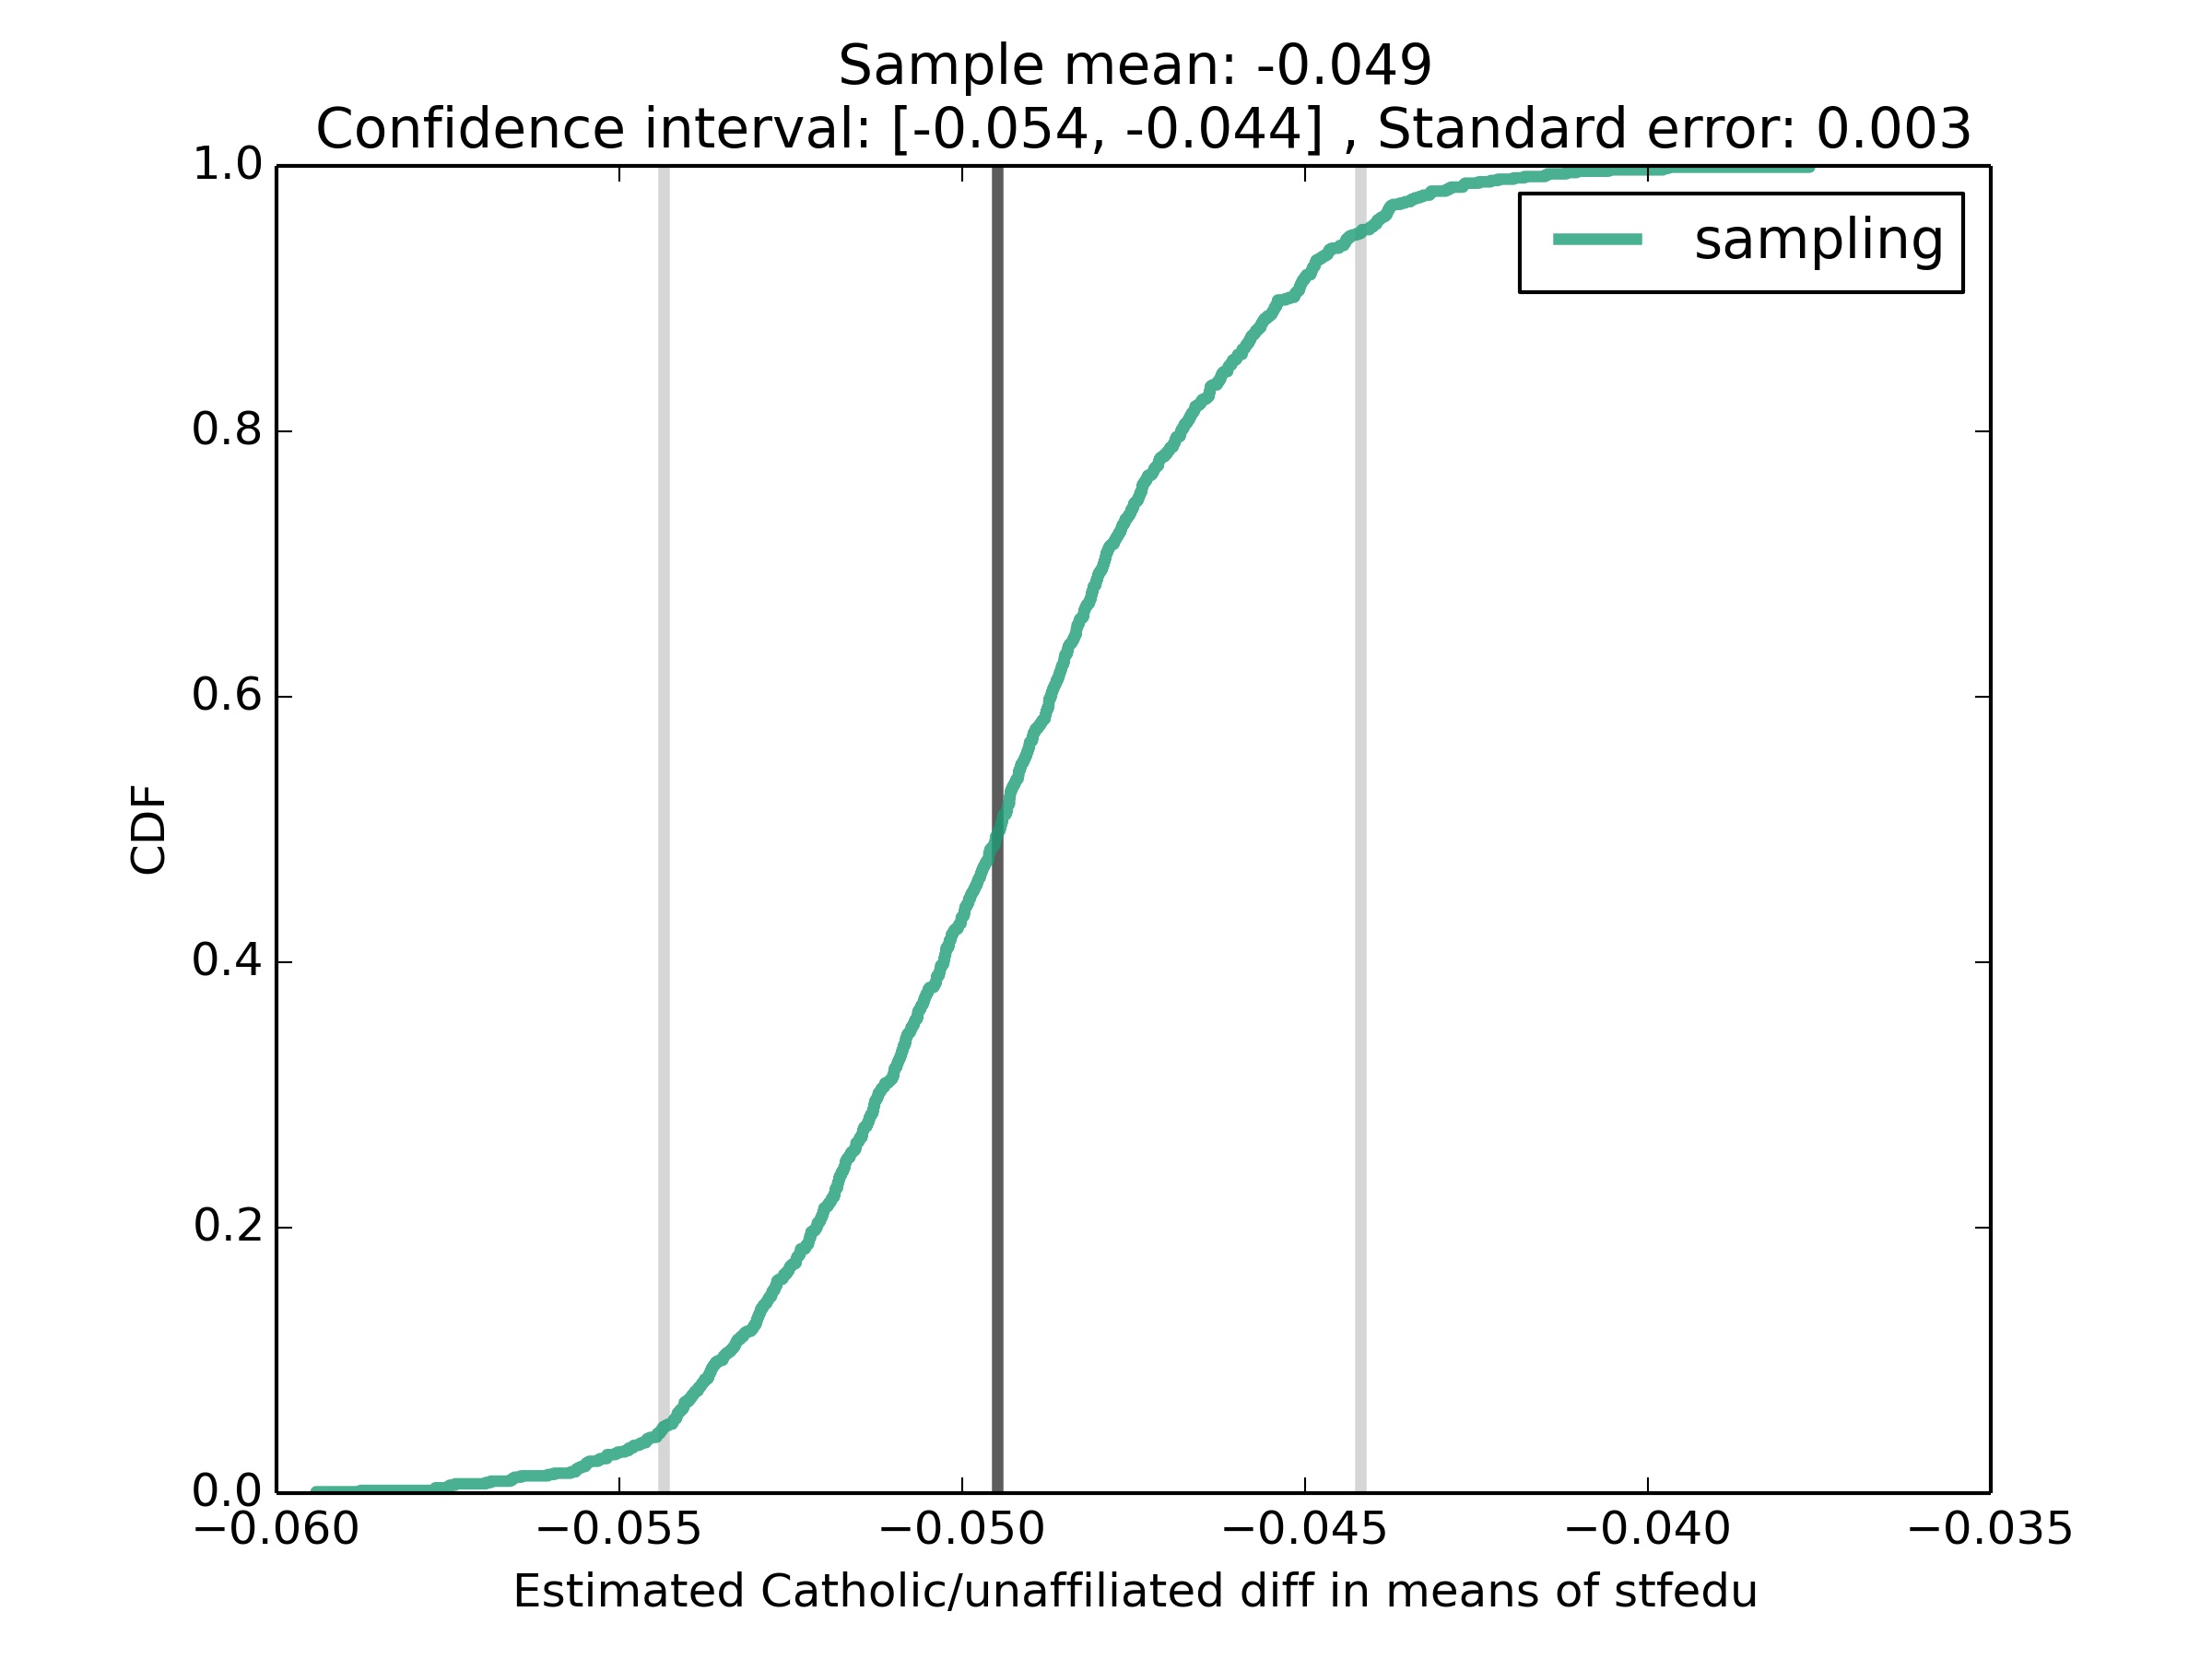 Sample mean: -0.049
Confidence interval: [-0.054, -0.044] , Standard error: 0.003
sampling
1.0
0.8
0.6
0.4
0.2
0.0
CDF
−0.060 −0.055 −0.050 −0.045 −0.040 −0.035
Estimated Catholic/unaffiliated diff in means of stfedu